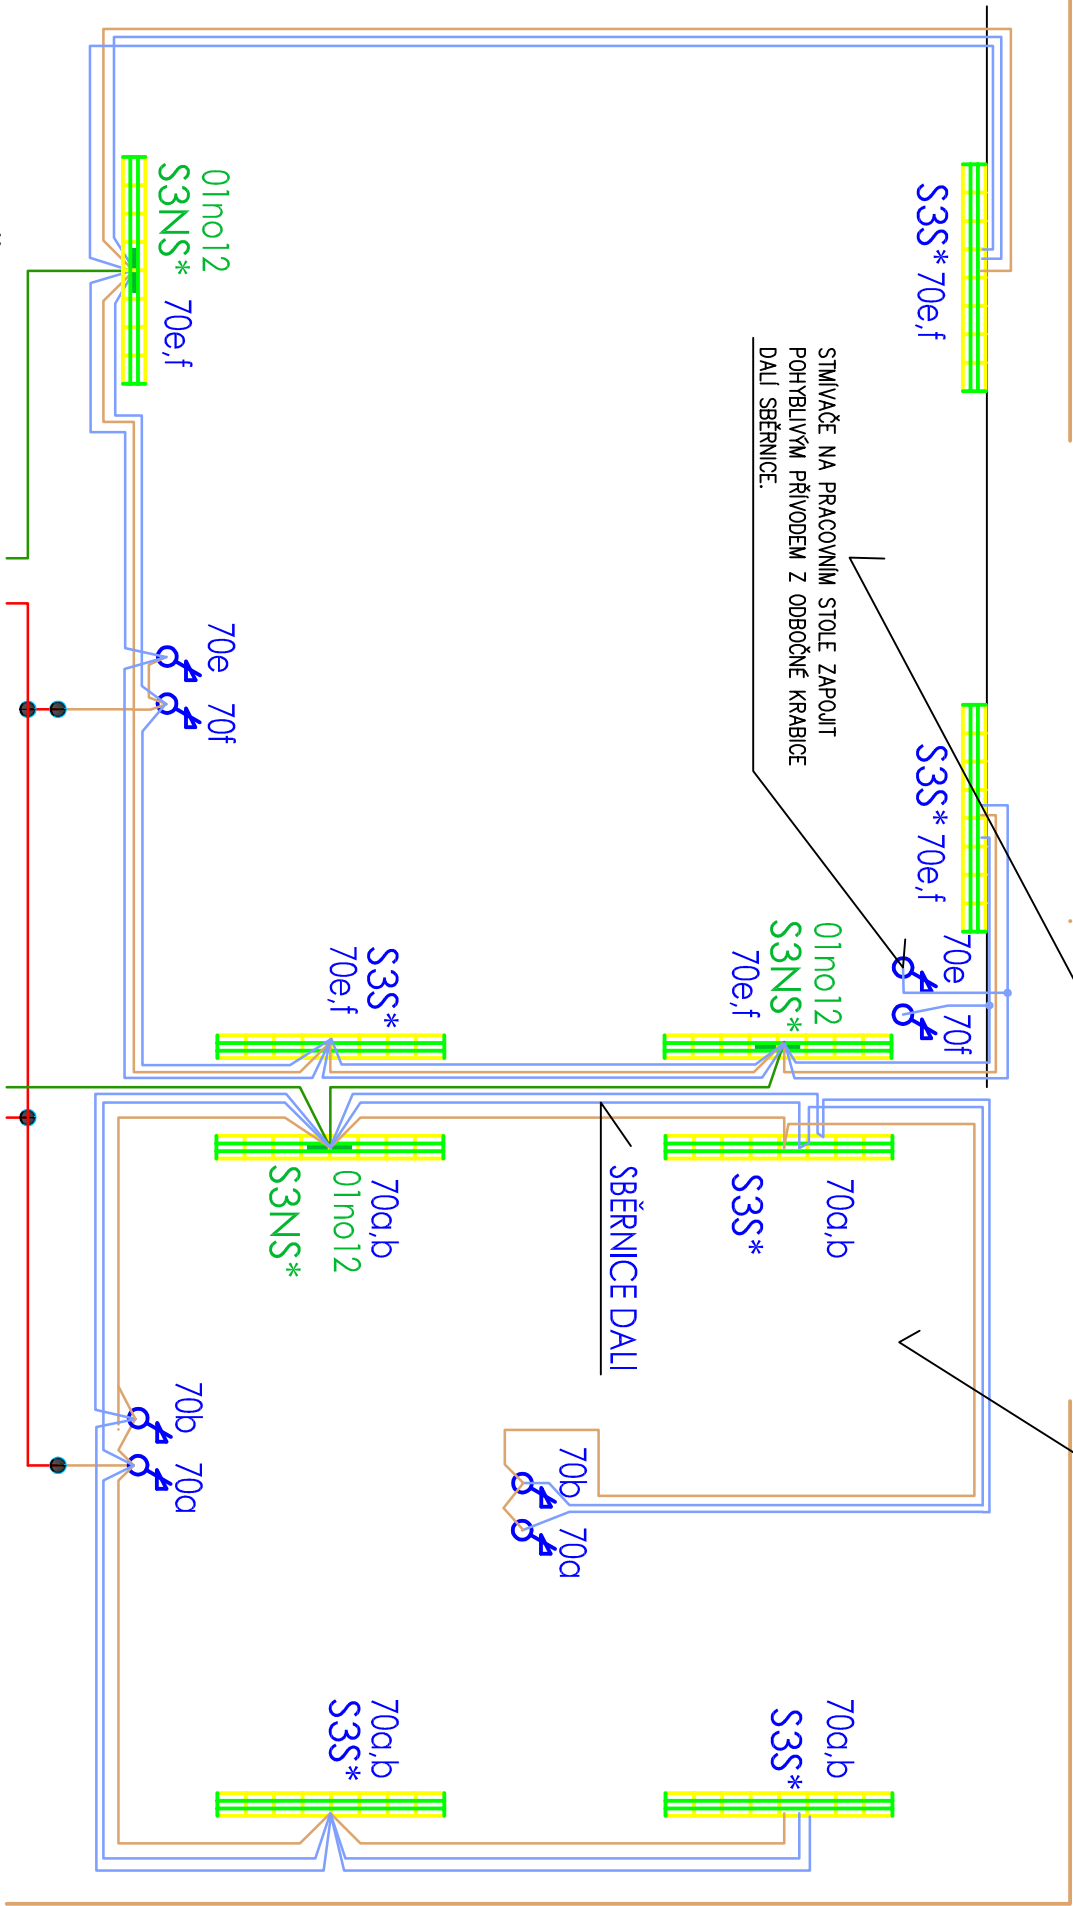 01no12
S3NS*
70e,f
S3S*
70e,f
STMÍVAČE NA PRACOVNÍM STOLE ZAPOJIT
POHYBLIVÝM PŘÍVODEM Z ODBOČNÉ KRABICE
DALÍ SBĚRNICE.
70e
70f
S3S*
70e,f
70e
70f
S3S*
70e,f
01no12
S3NS*
70e,f
70a,b
01no12
S3NS*
70a,b
S3S*
SBĚRNICE DALI
70b
70a
70b
70a
70a,b
S3S*
70a,b
S3S*